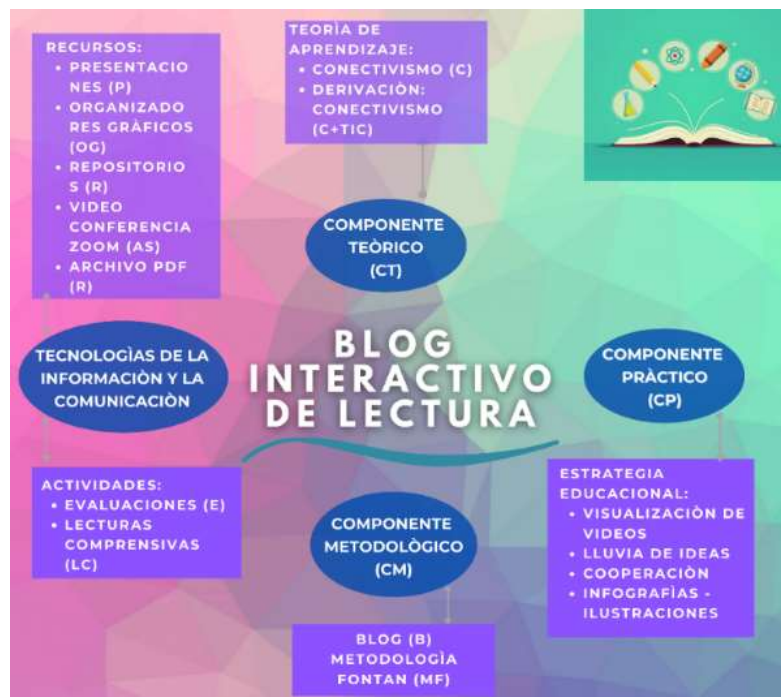 RECURSOS:
• PRESENTACIO
NES (P)
• ORGANIZADO
RES GRÀFICOS
(OG)
• REPOSITORIO
S (R)
• VIDEO
CONFERENCIA
ZOOM (AS)
• ARCHIVO PDF
(R)
TEORÌA DE
APRENDIZAJE:
• CONECTIVISMO (C)
• DERIVACIÒN:
CONECTIVISMO
(C+TIC)
COMPONENTE
TEÒRICO
(CT)
TECNOLOGÌAS DE LA
INFORMACIÒN Y LA
COMUNICACIÒN
BLOG
INTERACTIVO
DE LECTURA
COMPONENTE
PRÀCTICO
(CP)
ACTIVIDADES:
• EVALUACIONES (E)
• LECTURAS
COMPRENSIVAS
(LC)
COMPONENTE
METODOLÒGICO
(CM)
ESTRATEGIA
EDUCACIONAL:
• VISUALIZACIÒN DE
VIDEOS
• LLUVIA DE IDEAS
• COOPERACIÒN
• INFOGRAFÌAS -
ILUSTRACIONES
BLOG (B)
METODOLOGÌA
FONTAN (MF)